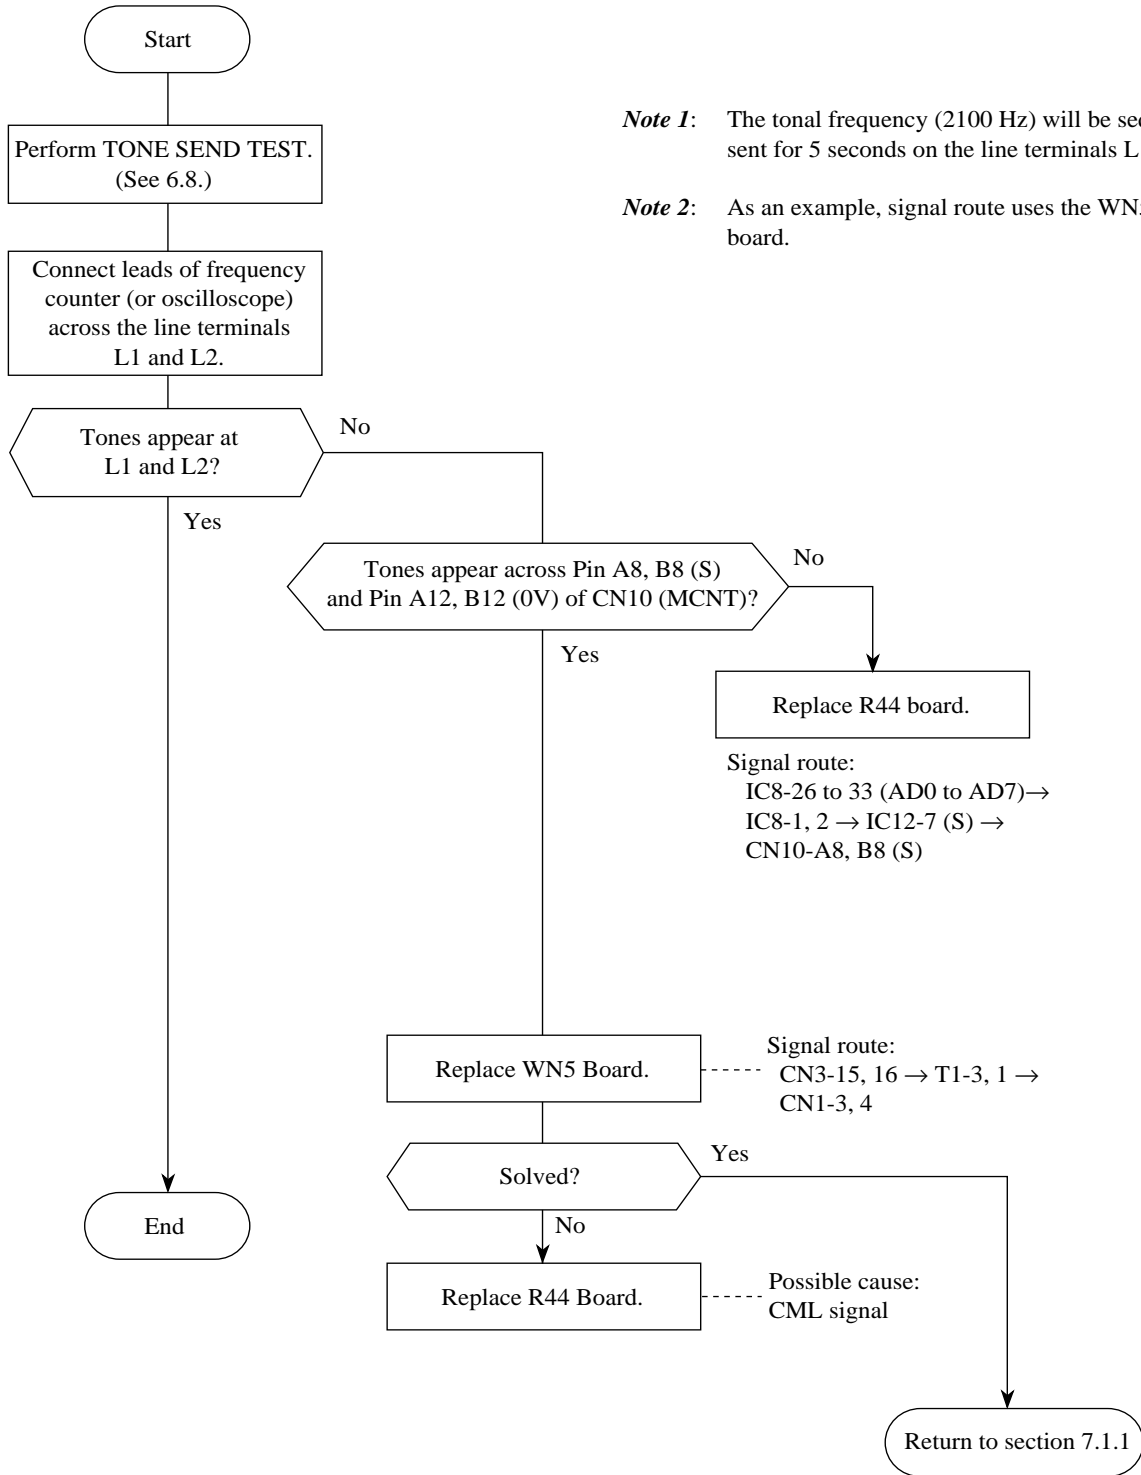 Start
Perform TONE SEND TEST.
(See 6.8.)
Note 1: The tonal frequency (2100 Hz) will be
sent for 5 seconds on the line terminals
Note 2: As an example, signal route uses the
board.
Connect leads of frequency
counter (or oscilloscope)
across the line terminals
L1 and L2.
Tones appear at
L1 and L2?
No
Yes
Tones appear across Pin A8, B8 (S)
and Pin A12, B12 (0V) of CN10 (MCNT)?
No
Yes
Replace R44 board.
Signal route:
IC8-26 to 33 (AD0 to AD7)→
IC8-1, 2 → IC12-7 (S) →
CN10-A8, B8 (S)
Replace WN5 Board.
Signal route:
CN3-15, 16 → T1-3, 1 →
CN1-3, 4
Solved?
Yes
No
End
Replace R44 Board.
Possible cause:
CML signal
Return to section 7.1.1